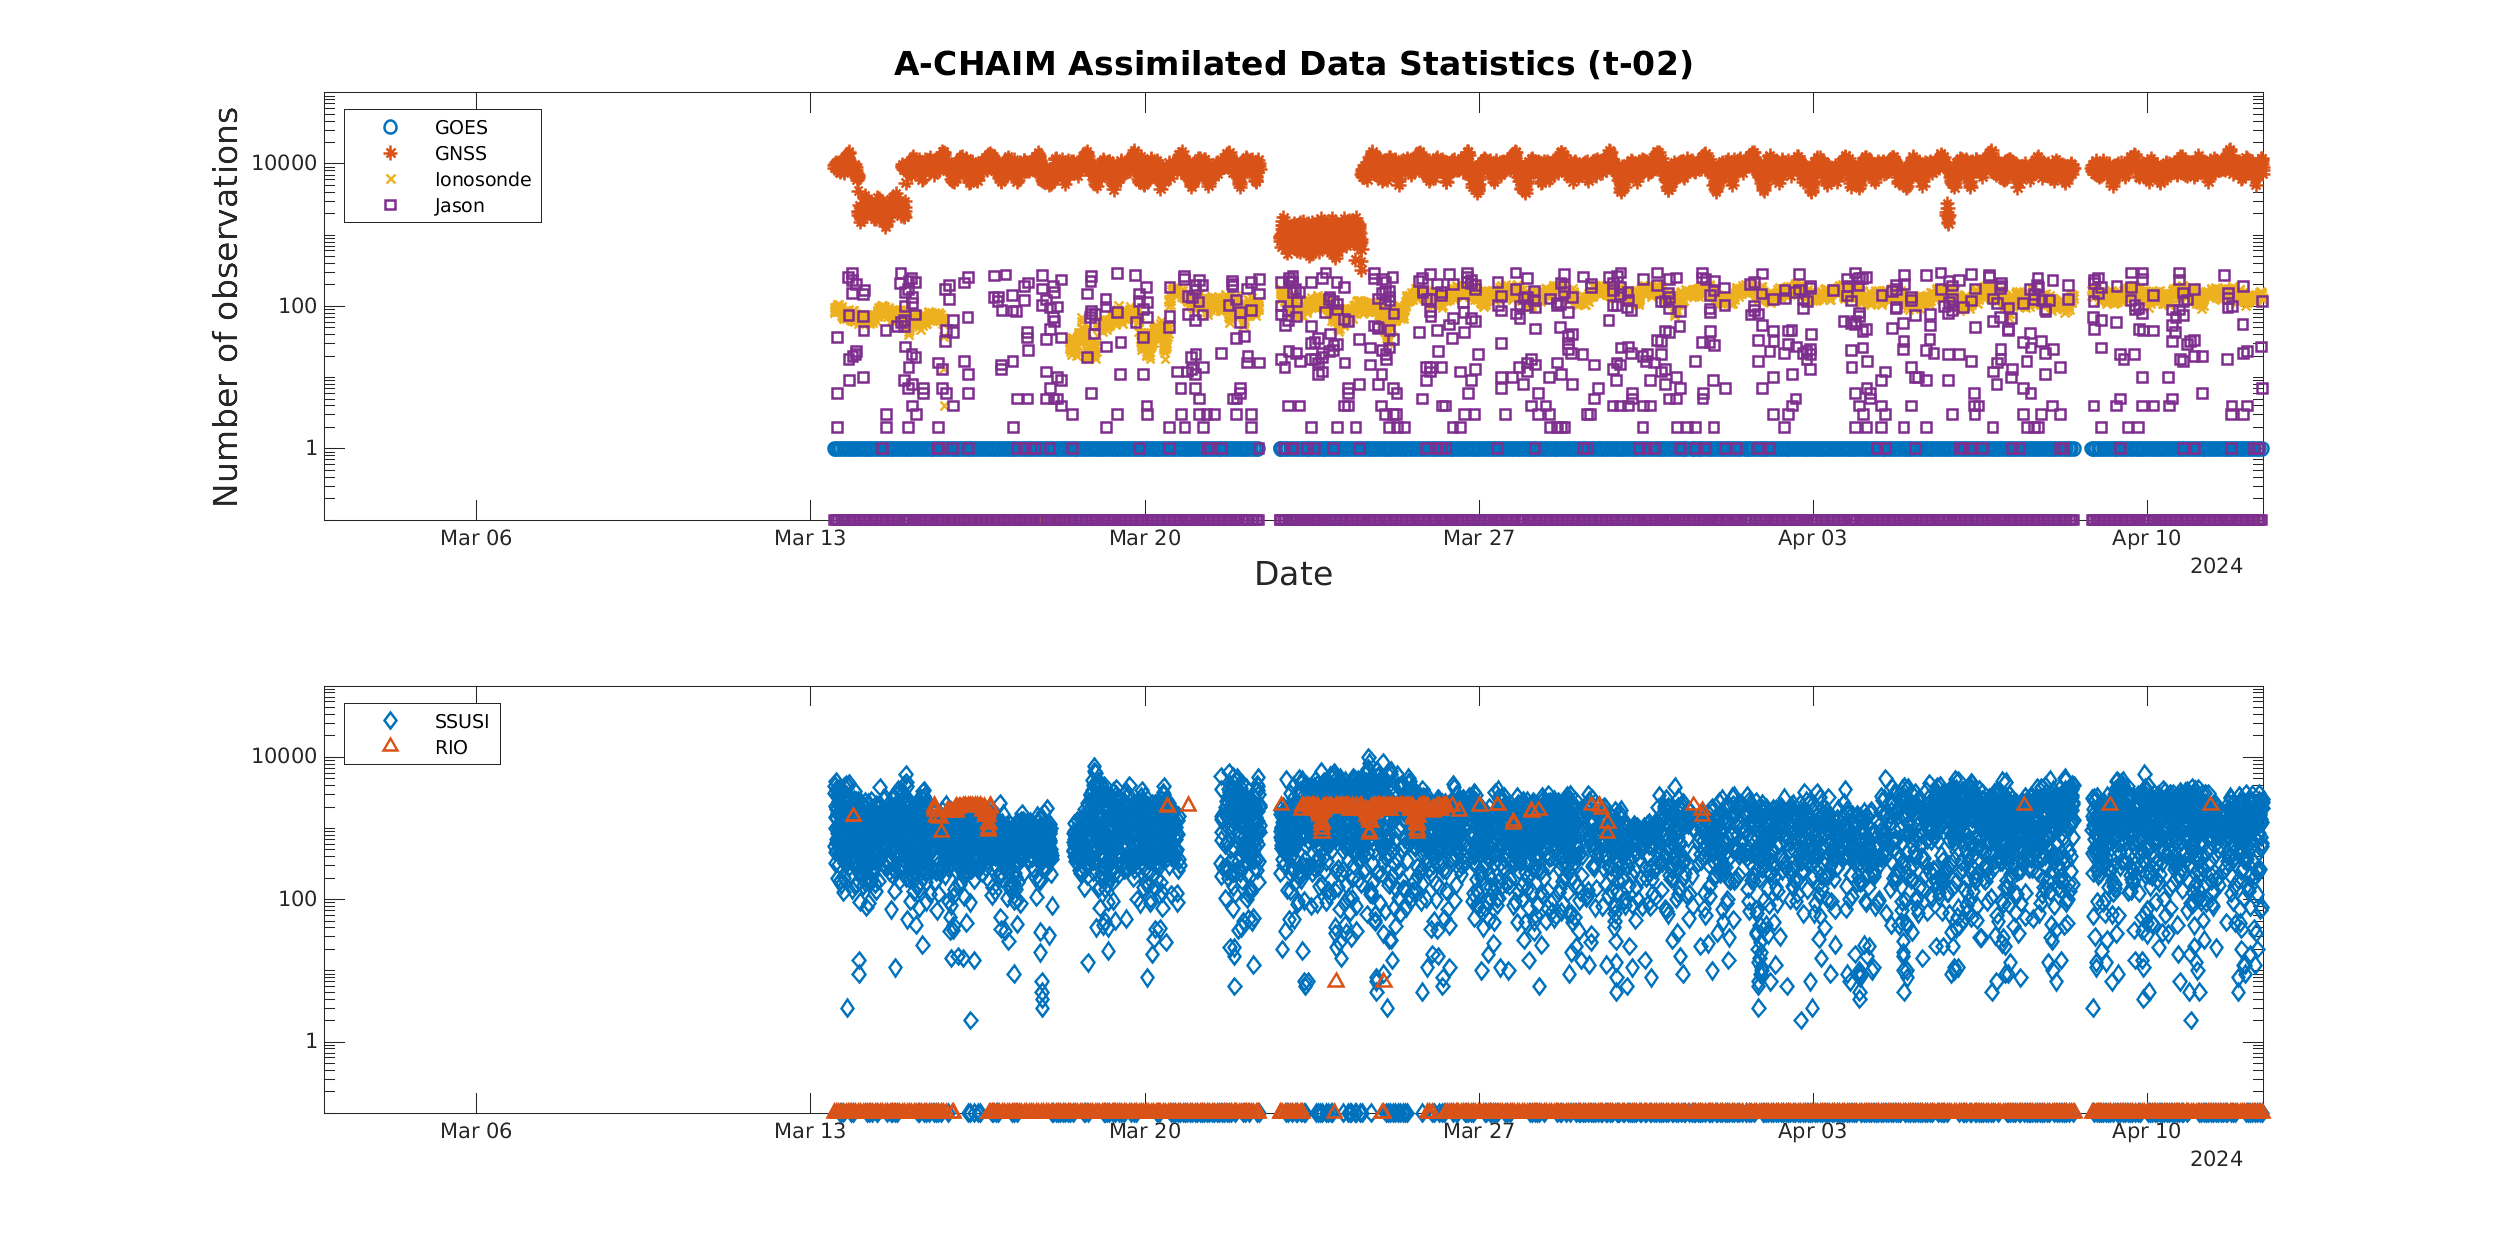 A-CHAIM Assimilated Data Statistics (t-02)
Number of observations
10000
100
1
GOES
GNSS
Ionosonde
Jason
Mar 06
Mar 13
Mar 20
Mar 27
Apr 03
Apr 10
2024
Date
10000
100
1
SSUSI
RIO
Mar 06
Mar 13
Mar 20
Mar 27
Apr 03
Apr 10
2024